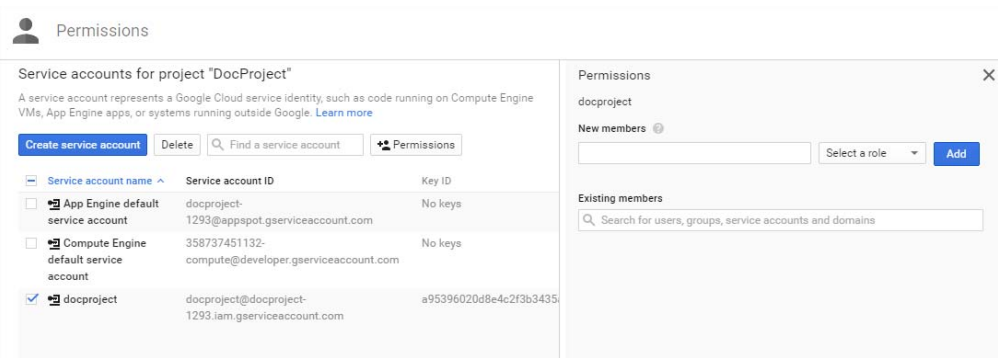 Permissions
Service accounts for project "DocProject"
A service account represents a Google Cloud service identity, such as code running on Compute Engine
VMs, App Engine apps, or systems running outside Google. Learn more
Create service account
Delete
Find a service account
Permissions
Service account name
Service account ID
Key ID
App Engine default
service account
docproject-
1293@appspot.gserviceaccount.com
No keys
Compute Engine
default service
account
358737451132-
compute@developer.gserviceaccount.com
No keys
docproject
docproject@docproject-
1293.iam.gserviceaccount.com
a95396020d8e4c2f3b3435
Permissions
docproject
New members
Select a role
Add
Existing members
Search for users, groups, service accounts and domains